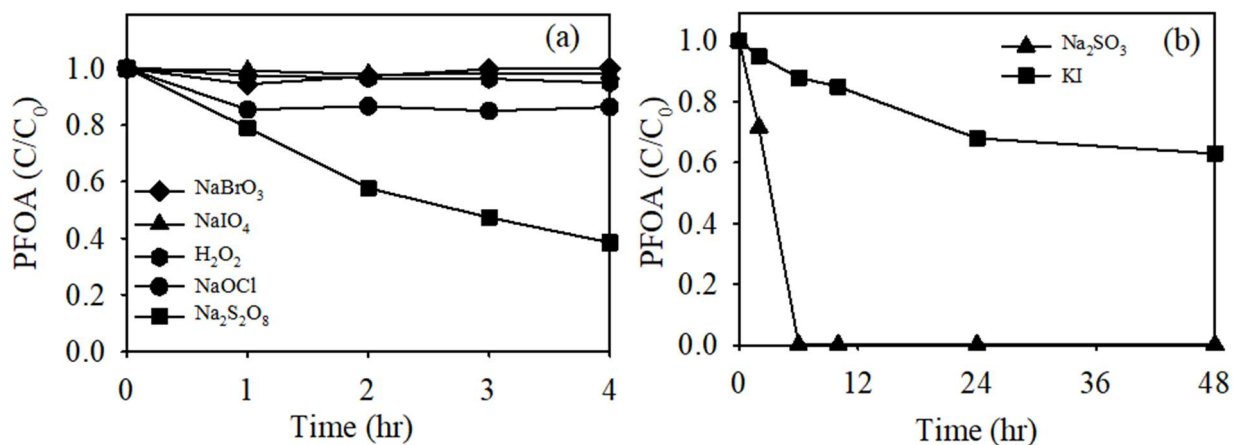 (a)
1.0
0.8
0.6
0.4
0.2
0.0
PFOA (C/C₀)
NaBrO₃
NaIO₄
H₂O₂
NaOCl
Na₂S₂O₈
0 1 2 3 4
Time (hr)
(b)
Na₂SO₃
KI
1.0
0.8
0.6
0.4
0.2
0.0
PFOA (C/C₀)
0 12 24 36 48
Time (hr)